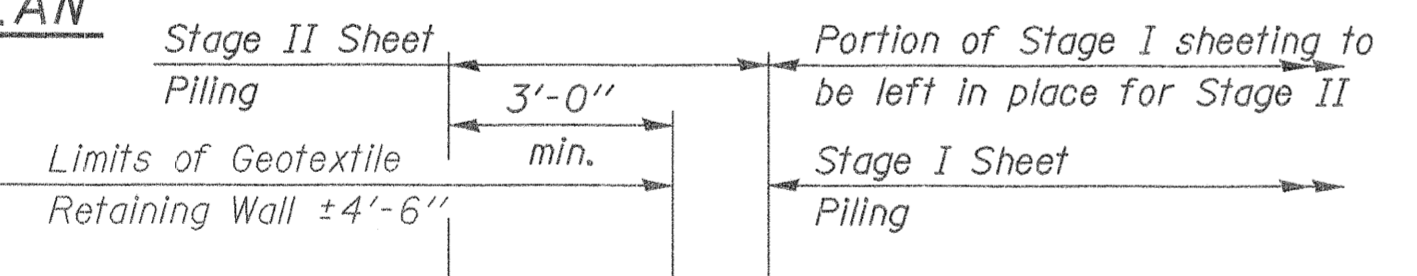 Stage II Sheet
Piling
3'-0"
min.
Limits of Geotextile
Retaining Wall ±4'-6"
Portion of Stage I sheeting to
be left in place for Stage II
Stage I Sheet
Piling